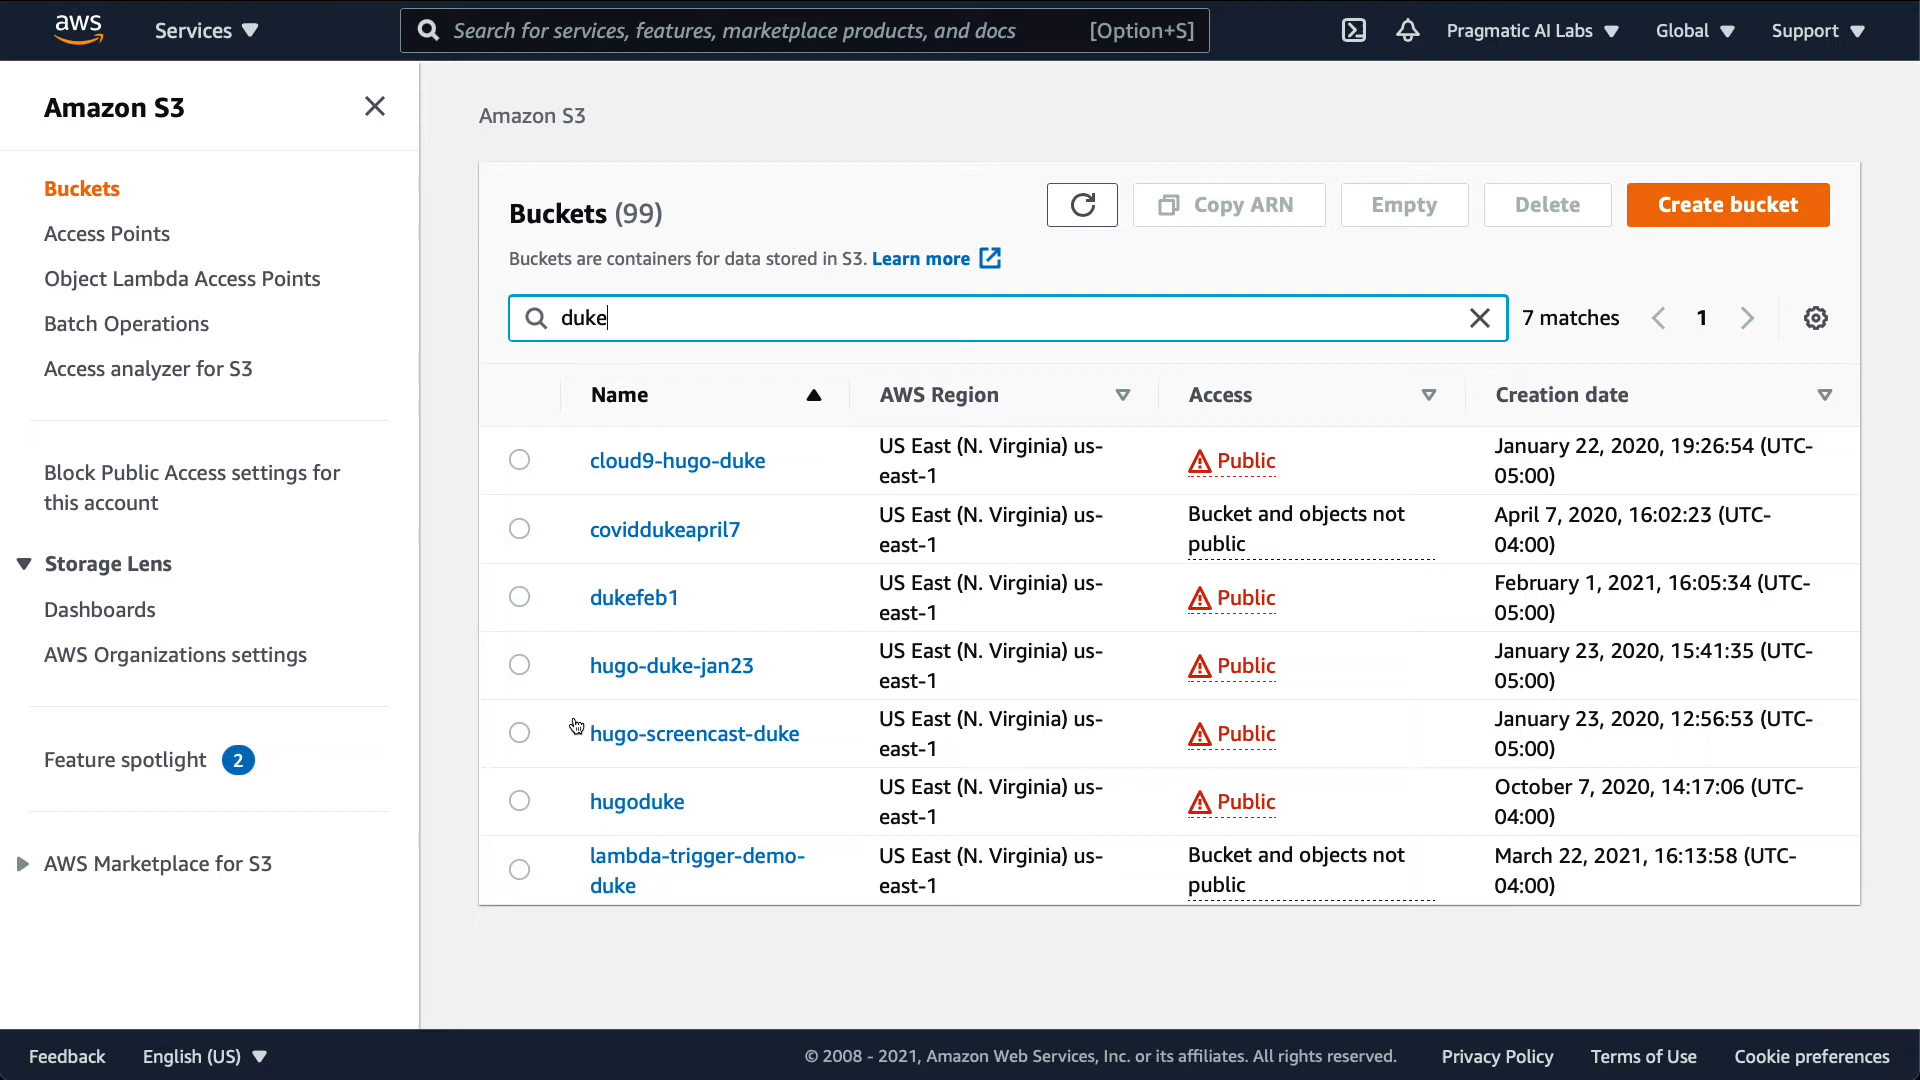 aws
Services
Search for services, features, marketplace products, and docs
[Option+S]
Pragmatic AI Labs
Global
Support
Amazon S3
Buckets
Access Points
Object Lambda Access Points
Batch Operations
Access analyzer for S3
Block Public Access settings for
this account
Storage Lens
Dashboards
AWS Organizations settings
Feature spotlight 2
AWS Marketplace for S3
Amazon S3
Buckets (99)
Copy ARN
Empty
Delete
Create bucket
Buckets are containers for data stored in S3. Learn more
duke
7 matches
1
Name
AWS Region
Access
Creation date
cloud9-hugo-duke
US East (N. Virginia) us-
east-1
Public
January 22, 2020, 19:26:54 (UTC-
05:00)
coviddukeapril7
US East (N. Virginia) us-
east-1
Bucket and objects not
public
April 7, 2020, 16:02:23 (UTC-
04:00)
dukefeb1
US East (N. Virginia) us-
east-1
Public
February 1, 2021, 16:05:34 (UTC-
05:00)
hugo-duke-jan23
US East (N. Virginia) us-
east-1
Public
January 23, 2020, 15:41:35 (UTC-
05:00)
hugo-screencast-duke
US East (N. Virginia) us-
east-1
Public
January 23, 2020, 12:56:53 (UTC-
05:00)
hugoduke
US East (N. Virginia) us-
east-1
Public
October 7, 2020, 14:17:06 (UTC-
04:00)
lambda-trigger-demo-
duke
US East (N. Virginia) us-
east-1
Bucket and objects not
public
March 22, 2021, 16:13:58 (UTC-
04:00)
Feedback
English (US)
© 2008 - 2021, Amazon Web Services, Inc. or its affiliates. All rights reserved.
Privacy Policy
Terms of Use
Cookie preferences